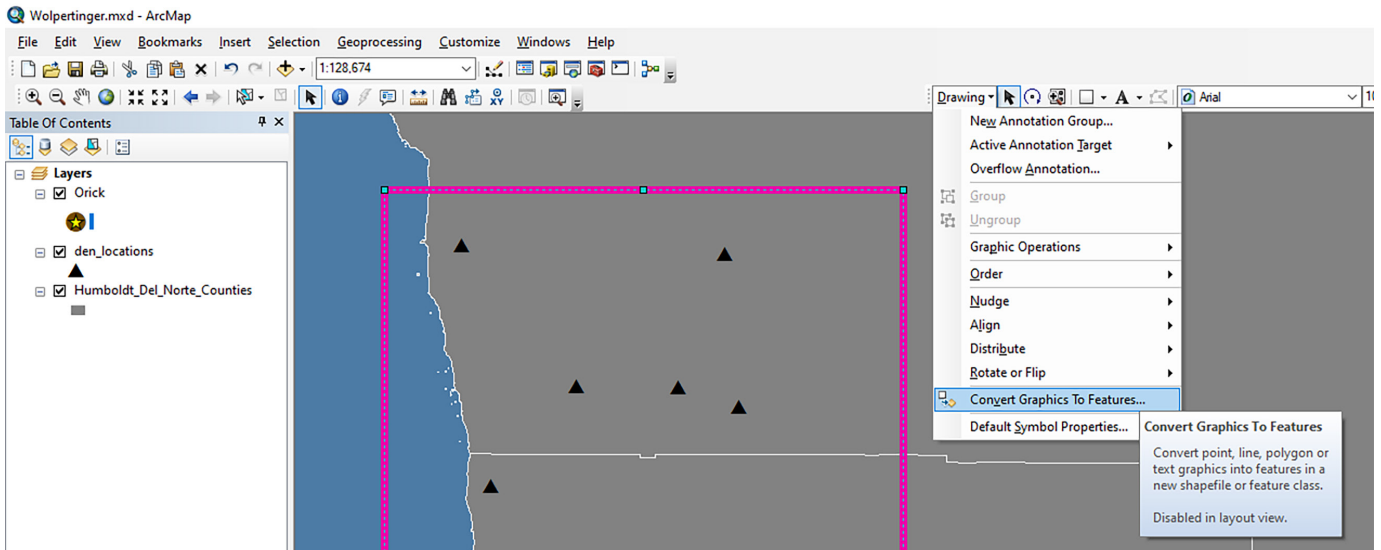 Wolpertinger.mxd - ArcMap
File Edit View Bookmarks Insert Selection Geoprocessing Customize Windows Help
1:128,674
Drawing A Arial 10
Table Of Contents
Layers
Orick
den_locations
Humboldt_Del_Norte_Counties
New Annotation Group...
Active Annotation Target
Overflow Annotation...
Group
Ungroup
Graphic Operations
Order
Nudge
Align
Distribute
Rotate or Flip
Convert Graphics To Features...
Default Symbol Properties...
Convert Graphics To Features
Convert point, line, polygon or
text graphics into features in a
new shapefile or feature class.
Disabled in layout view.